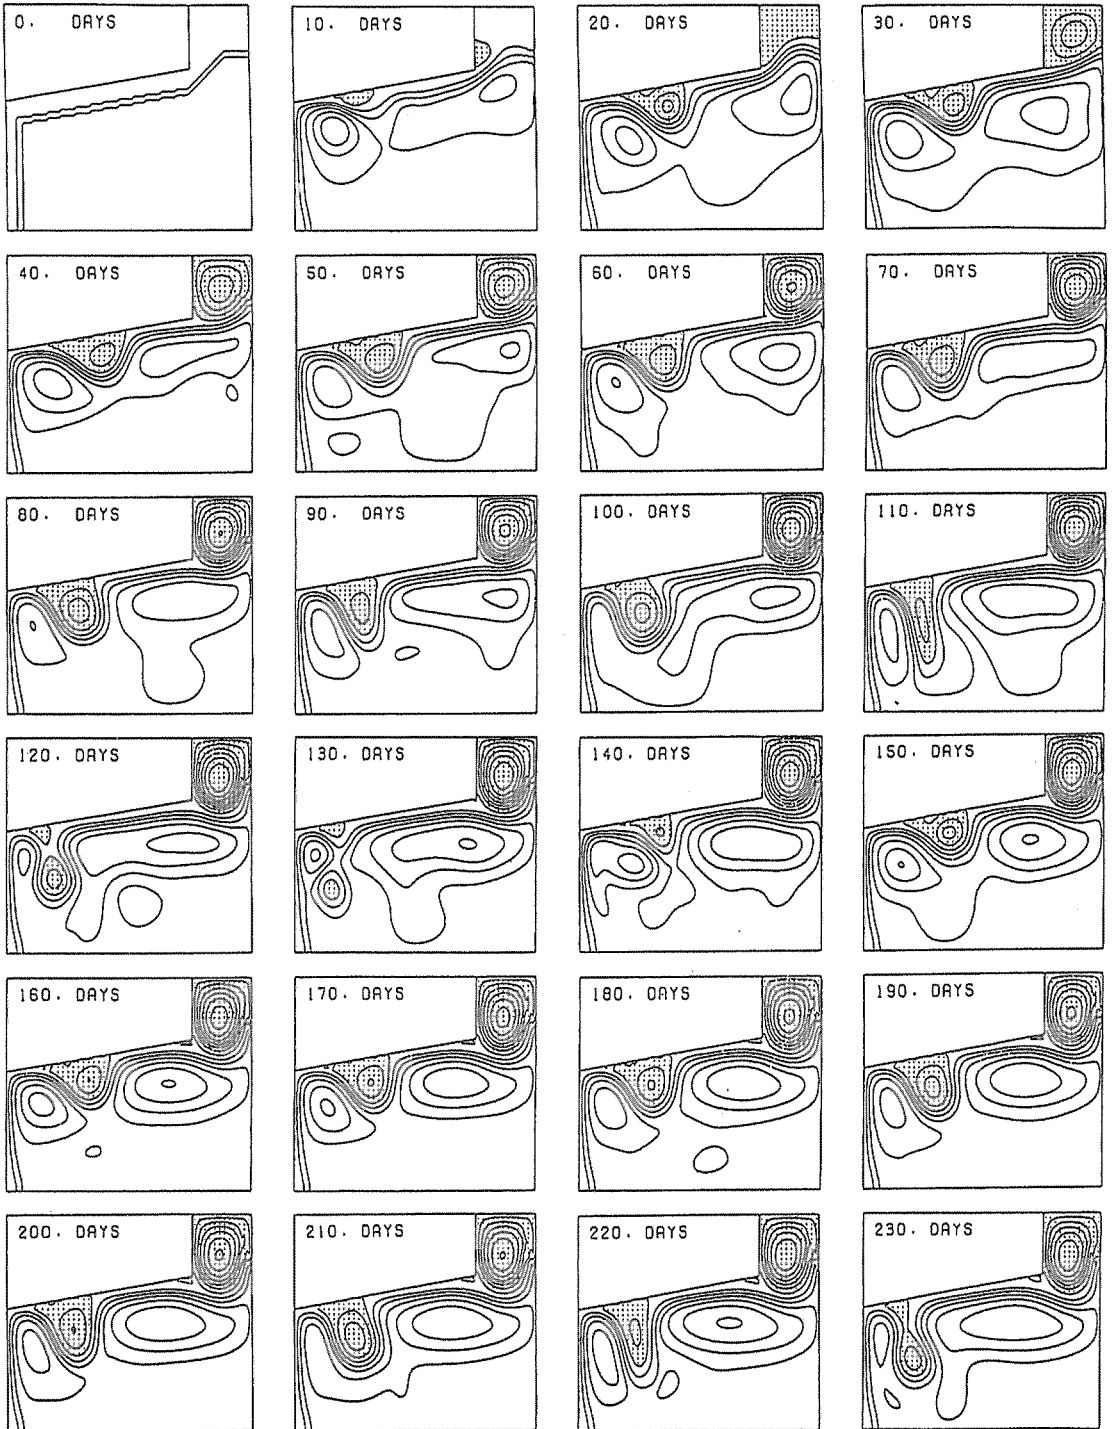 0. DAYS
10. DAYS
20. DAYS
30. DAYS
40. DAYS
50. DAYS
60. DAYS
70. DAYS
80. DAYS
90. DAYS
100. DAYS
110. DAYS
120. DAYS
130. DAYS
140. DAYS
150. DAYS
160. DAYS
170. DAYS
180. DAYS
190. DAYS
200. DAYS
210. DAYS
220. DAYS
230. DAYS